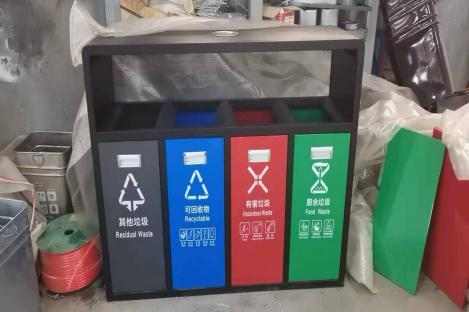 其他垃圾
Residual Waste
可回收物
Recyclable
有害垃圾
Hazardous Waste
厨余垃圾
Food Waste